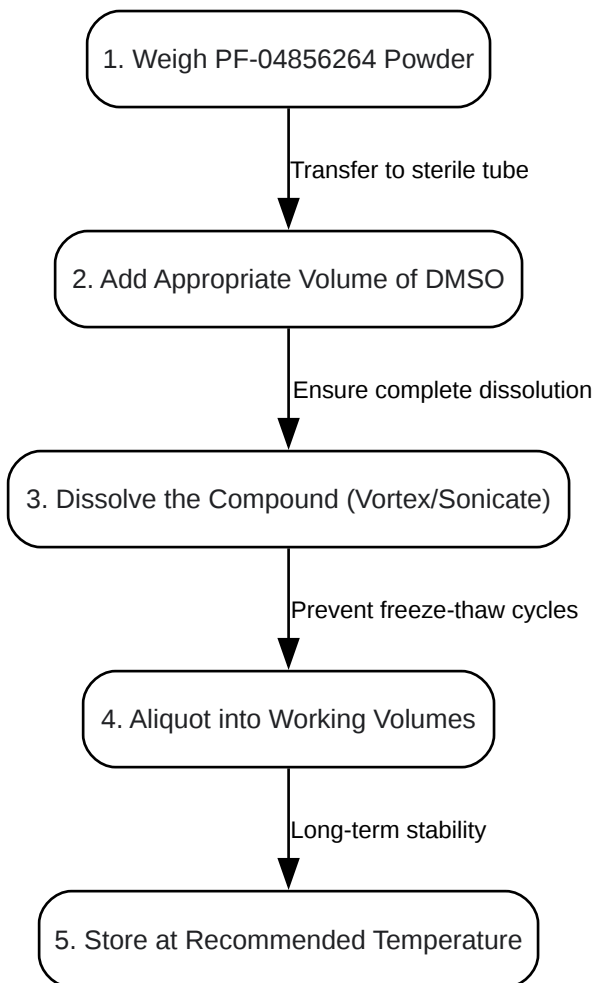 1. Weigh PF-04856264 Powder
Transfer to sterile tube
2. Add Appropriate Volume of DMSO
Ensure complete dissolution
3. Dissolve the Compound (Vortex/Sonicate)
Prevent freeze-thaw cycles
4. Aliquot into Working Volumes
Long-term stability
5. Store at Recommended Temperature